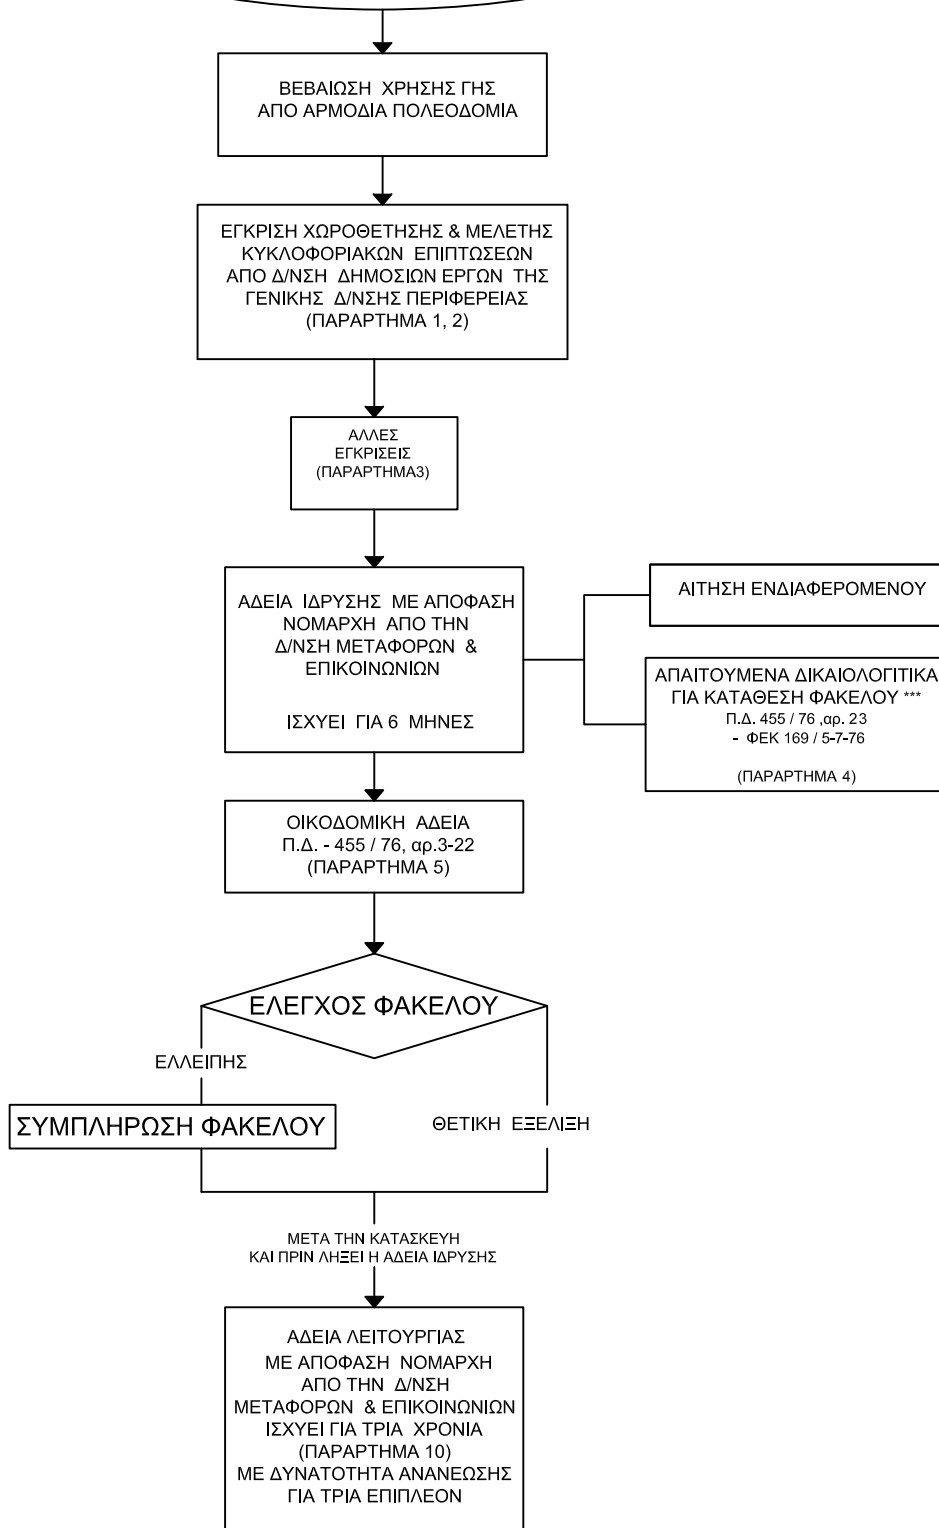 ΒΕΒΑΙΩΣΗ ΧΡΗΣΗΣ ΓΗΣ
ΑΠΟ ΑΡΜΟΔΙΑ ΠΟΛΕΟΔΟΜΙΑ
ΕΓΚΡΙΣΗ ΧΩΡΟΘΕΤΗΣΗΣ & ΜΕΛΕΤΗΣ
ΚΥΚΛΟΦΟΡΙΑΚΩΝ ΕΠΙΠΤΩΣΕΩΝ
ΑΠΟ Δ/ΝΣΗ ΔΗΜΟΣΙΩΝ ΕΡΓΩΝ ΤΗΣ
ΓΕΝΙΚΗΣ Δ/ΝΣΗΣ ΠΕΡΙΦΕΡΕΙΑΣ
(ΠΑΡΑΡΤΗΜΑ 1, 2)
ΑΛΛΕΣ
ΕΓΚΡΙΣΕΙΣ
(ΠΑΡΑΡΤΗΜΑ3)
ΑΔΕΙΑ ΙΔΡΥΣΗΣ ΜΕ ΑΠΟΦΑΣΗ
ΝΟΜΑΡΧΗ ΑΠΟ ΤΗΝ
Δ/ΝΣΗ ΜΕΤΑΦΟΡΩΝ &
ΕΠΙΚΟΙΝΩΝΙΩΝ
ΙΣΧΥΕΙ ΓΙΑ 6 ΜΗΝΕΣ
ΑΙΤΗΣΗ ΕΝΔΙΑΦΕΡΟΜΕΝΟΥ
ΑΠΑΙΤΟΥΜΕΝΑ ΔΙΚΑΙΟΛΟΓΙΤΙΚΑ
ΓΙΑ ΚΑΤΑΘΕΣΗ ΦΑΚΕΛΟΥ ***
Π.Δ. 455 / 76 ,αρ. 23
- ΦΕΚ 169 / 5-7-76
(ΠΑΡΑΡΤΗΜΑ 4)
ΟΙΚΟΔΟΜΙΚΗ ΑΔΕΙΑ
Π.Δ. - 455 / 76, αρ.3-22
(ΠΑΡΑΡΤΗΜΑ 5)
ΕΛΕΓΧΟΣ ΦΑΚΕΛΟΥ
ΕΛΛΕΙΠΗΣ
ΣΥΜΠΛΗΡΩΣΗ ΦΑΚΕΛΟΥ
ΘΕΤΙΚΗ ΕΞΕΛΙΞΗ
ΜΕΤΑ ΤΗΝ ΚΑΤΑΣΚΕΥΗ
ΚΑΙ ΠΡΙΝ ΛΗΞΕΙ Η ΑΔΕΙΑ ΙΔΡΥΣΗΣ
ΑΔΕΙΑ ΛΕΙΤΟΥΡΓΙΑΣ
ΜΕ ΑΠΟΦΑΣΗ ΝΟΜΑΡΧΗ
ΑΠΟ ΤΗΝ Δ/ΝΣΗ
ΜΕΤΑΦΟΡΩΝ & ΕΠΙΚΟΙΝΩΝΙΩΝ
ΙΣΧΥΕΙ ΓΙΑ ΤΡΙΑ ΧΡΟΝΙΑ
(ΠΑΡΑΡΤΗΜΑ 10)
ΜΕ ΔΥΝΑΤΟΤΗΤΑ ΑΝΑΝΕΩΣΗΣ
ΓΙΑ ΤΡΙΑ ΕΠΙΠΛΕΟΝ